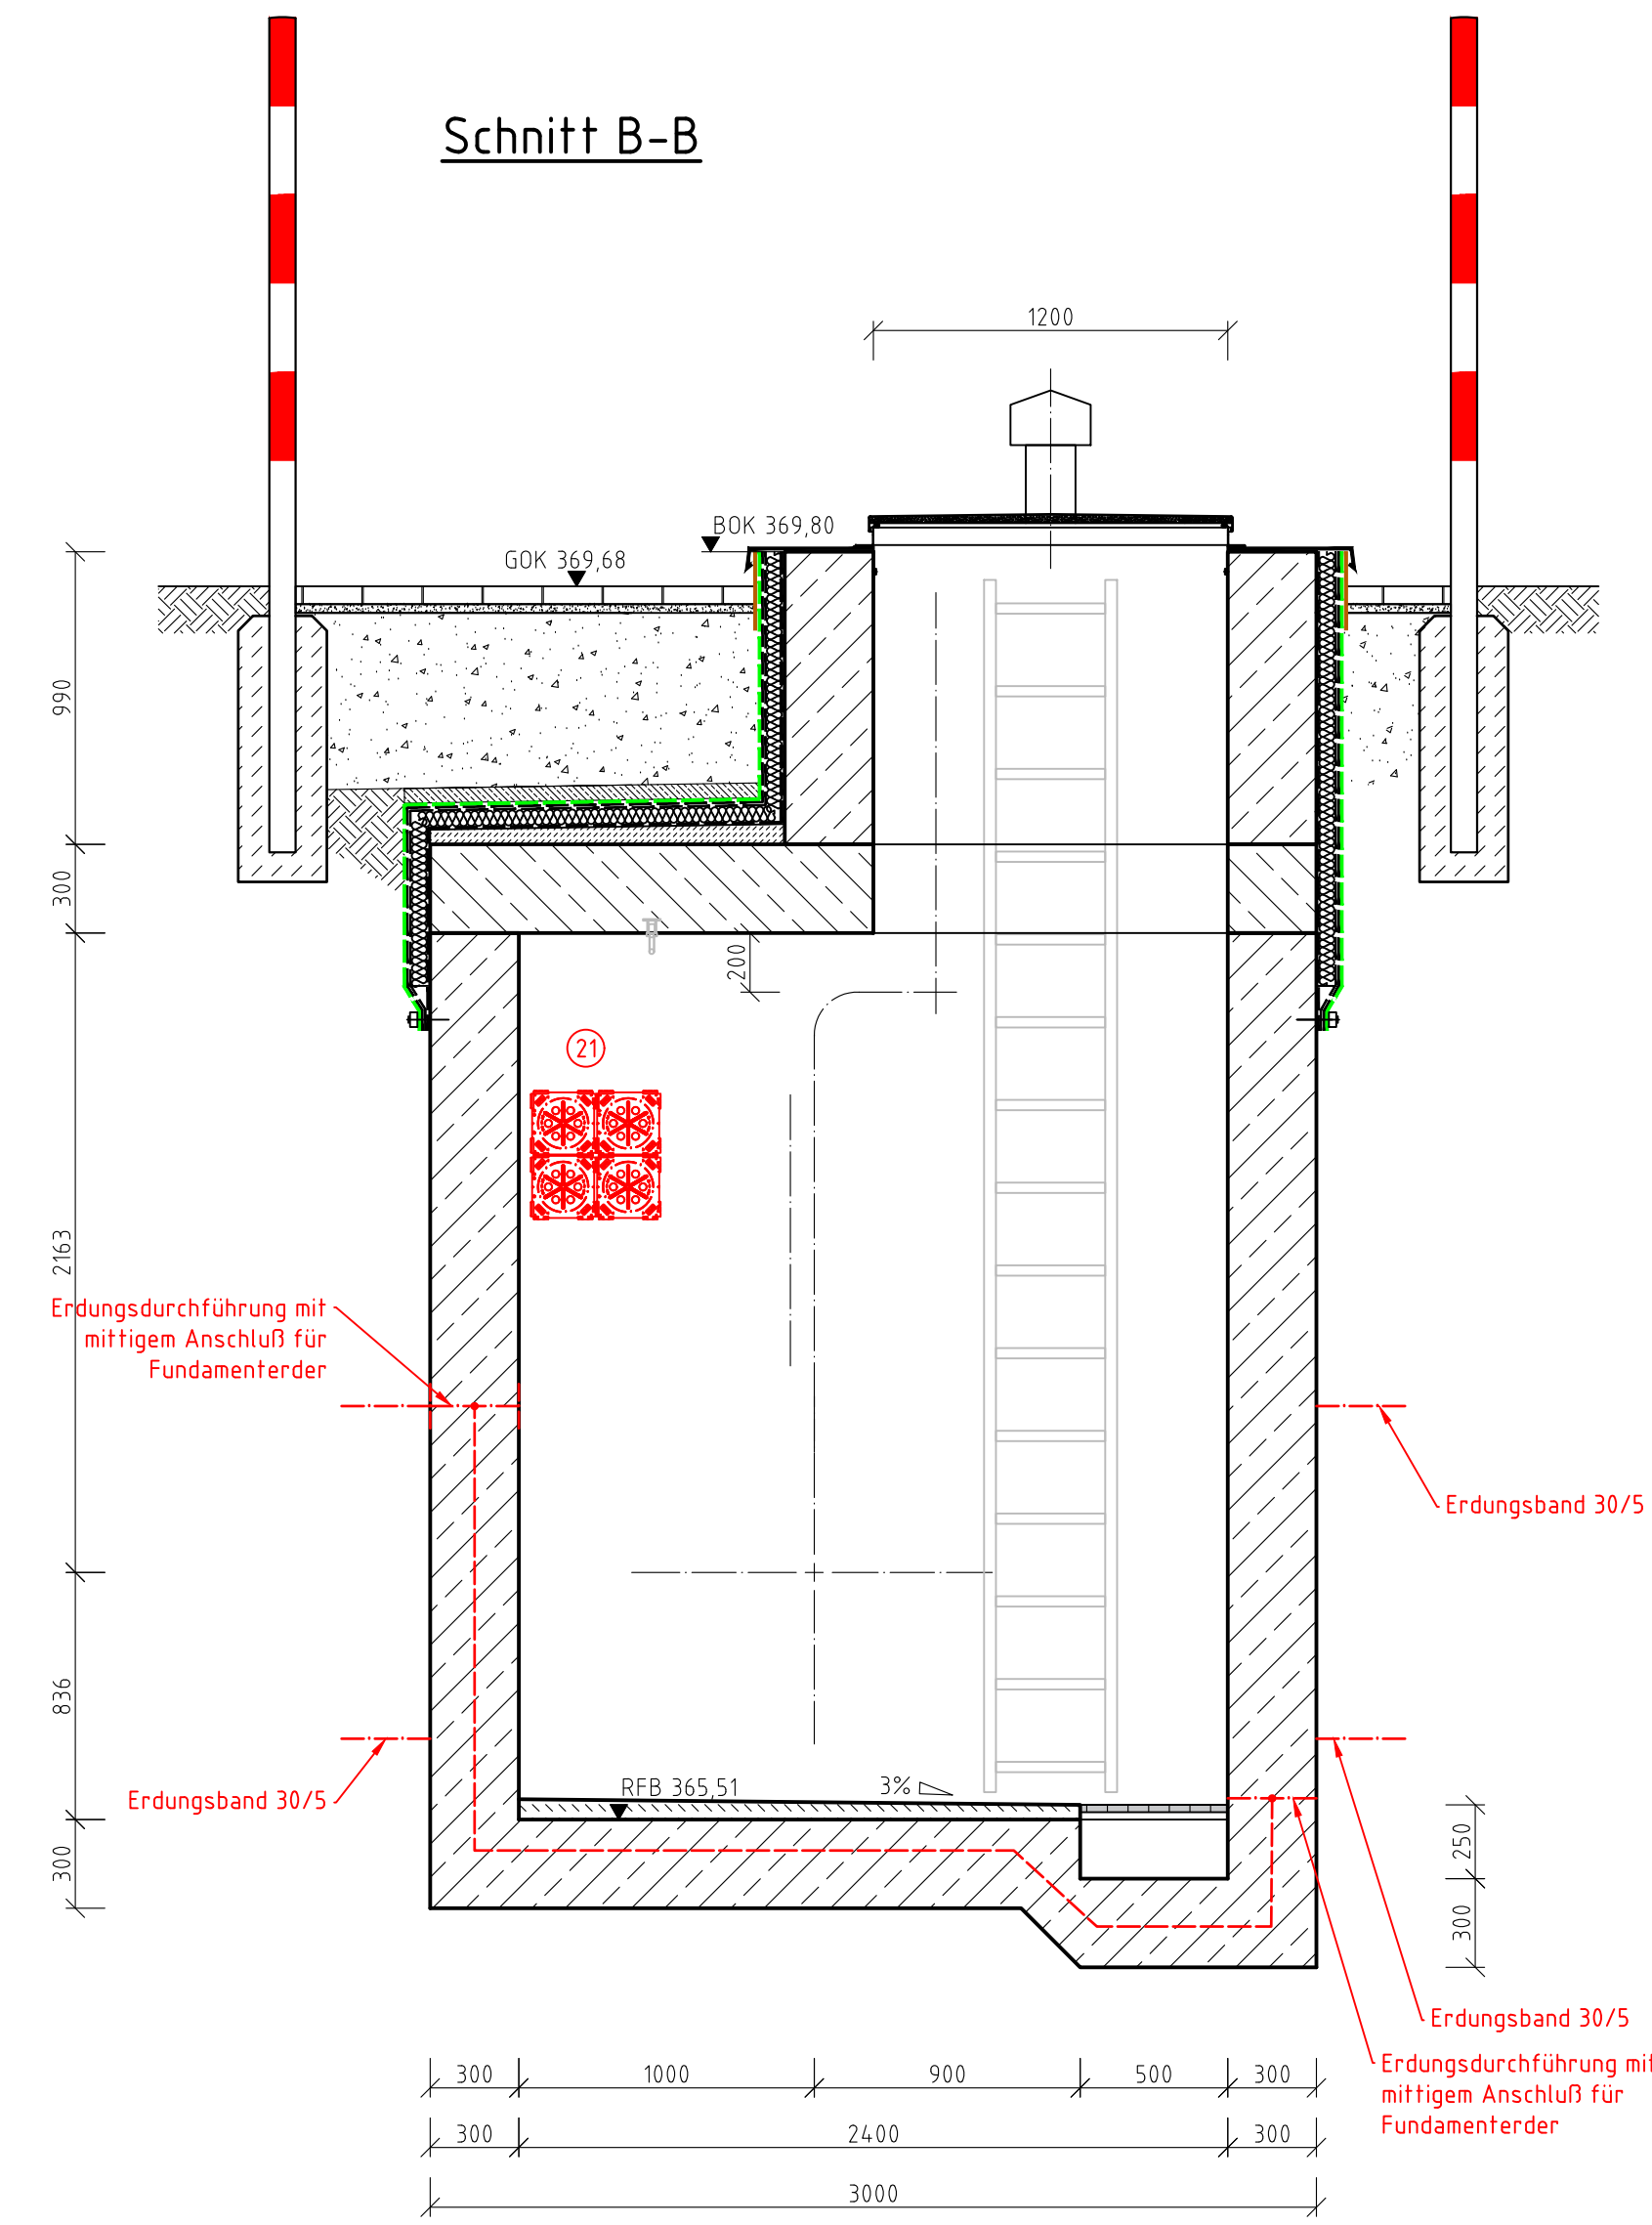 Schnitt B-B
1200
BOK 369,80
GOK 369,68
990
300
200
21
2163
Erdungsdurchführung mit
mittigem Anschluß für
Fundamenterder
Erdungsband 30/5
836
RFB 365,51
3%
Erdungsband 30/5
300
250
300
Erdungsband 30/5
Erdungsdurchführung mit
mittigem Anschluß für
Fundamenterder
300
1000
900
500
300
300
2400
300
3000